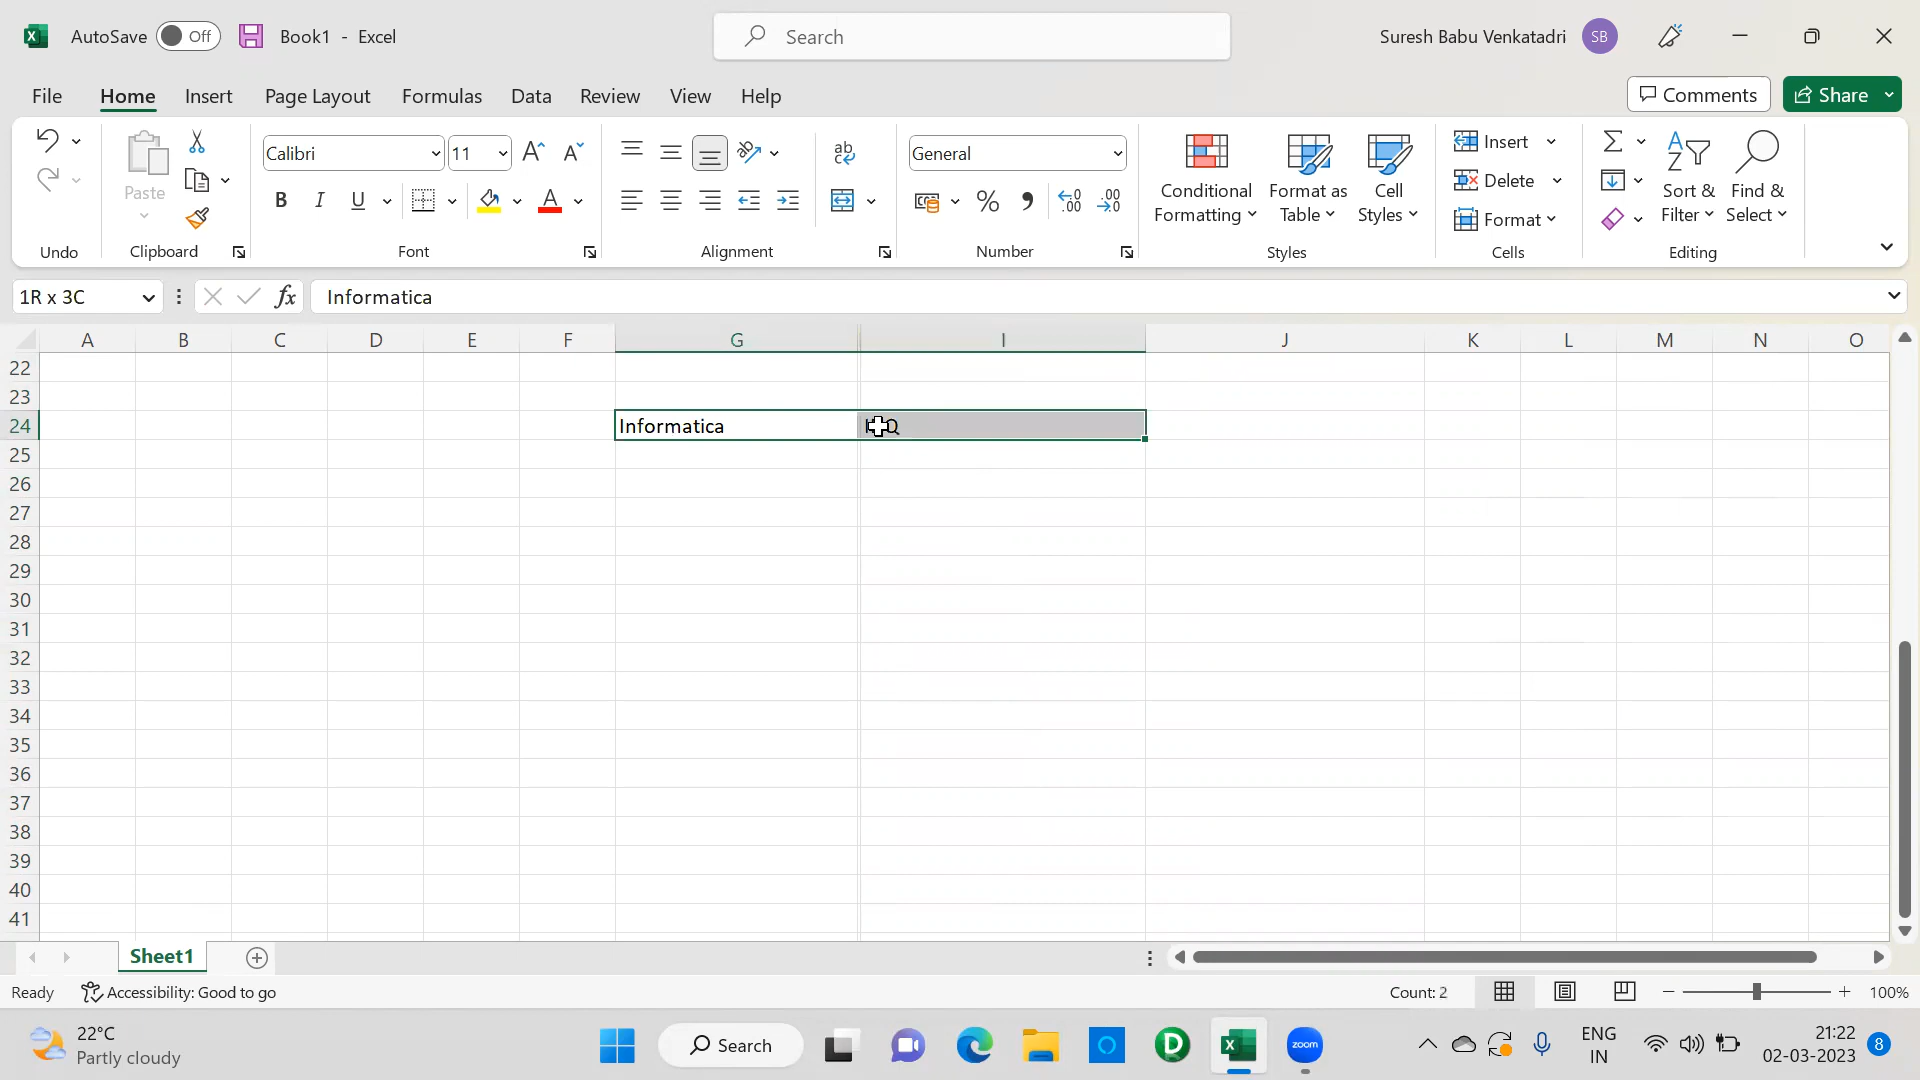 AutoSave Off Book1 - Excel Search Suresh Babu Venkatadri SB
File Home Insert Page Layout Formulas Data Review View Help Comments Share
Calibri 11 ab General Insert
Paste Conditional Format as Cell Delete Sort & Find &
Formatting Table Styles Format Filter Select
Undo Clipboard Font Alignment Number Styles Cells Editing
1R x 3C fx Informatica
A B C D E F G I J K L M N O
22
23
24 Informatica
25
26
27
28
29
30
31
32
33
34
35
36
37
38
39
40
41
Sheet1
Ready Accessibility: Good to go Count: 2 100%
22°C Search zoom ENG 21:22
Partly cloudy IN 02-03-2023 8